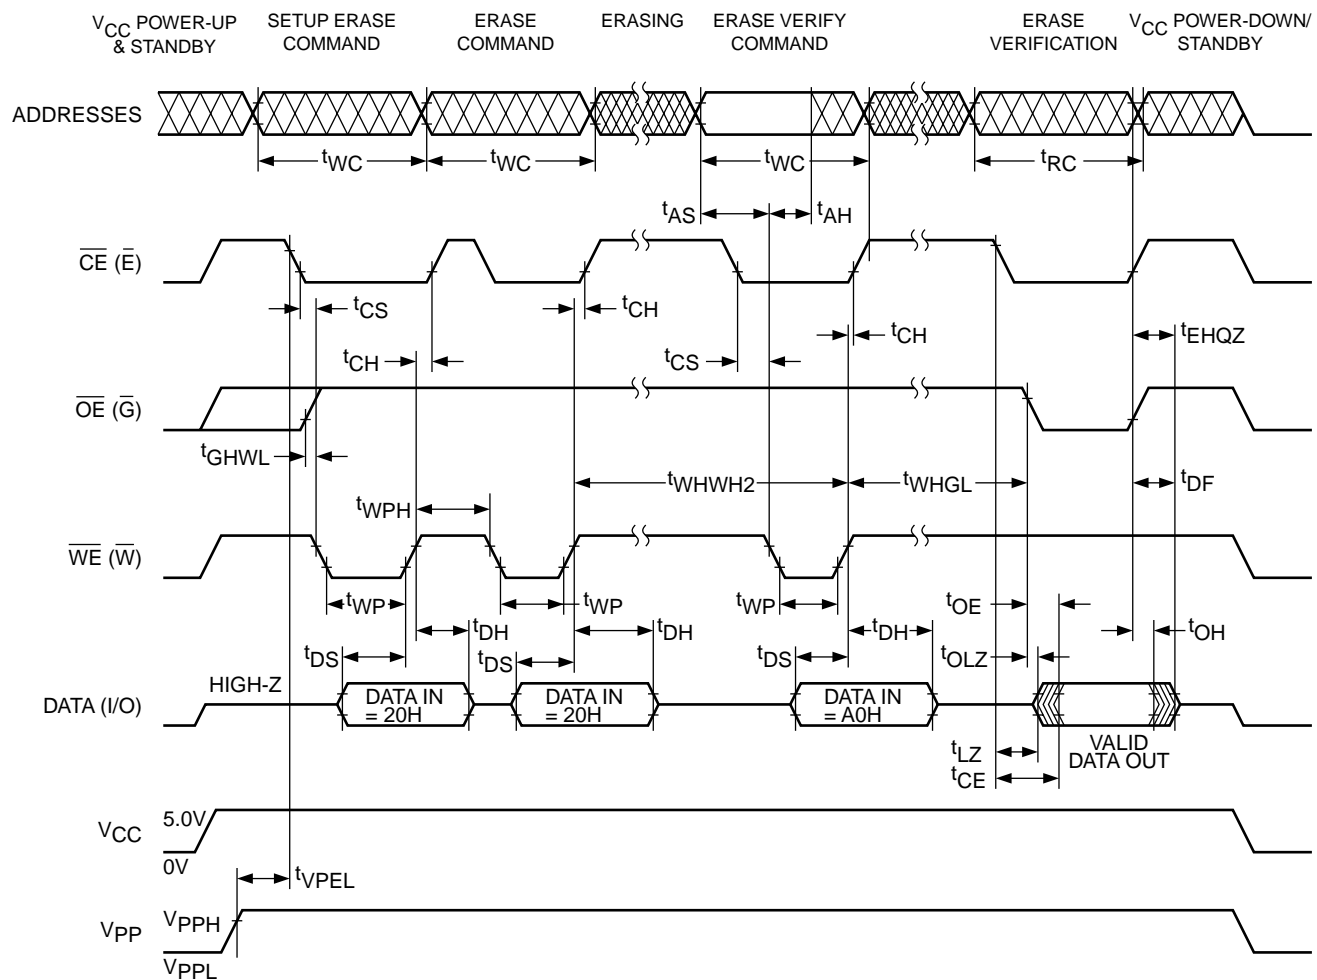 VCC POWER-UP
& STANDBY
SETUP ERASE
COMMAND
ERASE
COMMAND
ERASING
ERASE VERIFY
COMMAND
ERASE
VERIFICATION
VCC POWER-DOWN/
STANDBY
ADDRESSES
tWC
tWC
tWC
tRC
tAS
tAH
CE (E)
tCS
tCH
tCH
tCS
tCH
tEHQZ
OE (G)
tGHWL
tWPH
tWHWH2
tWHGL
tDF
WE (W)
tWP
tWP
tWP
tOE
tDH
tDH
tDH
tOH
tDS
tDS
tDS
tOLZ
DATA (I/O)
HIGH-Z
DATA IN
= 20H
DATA IN
= 20H
DATA IN
= A0H
VALID
DATA OUT
tLZ
tCE
VCC
5.0V
0V
tVPEL
VPP
VPPH
VPPL